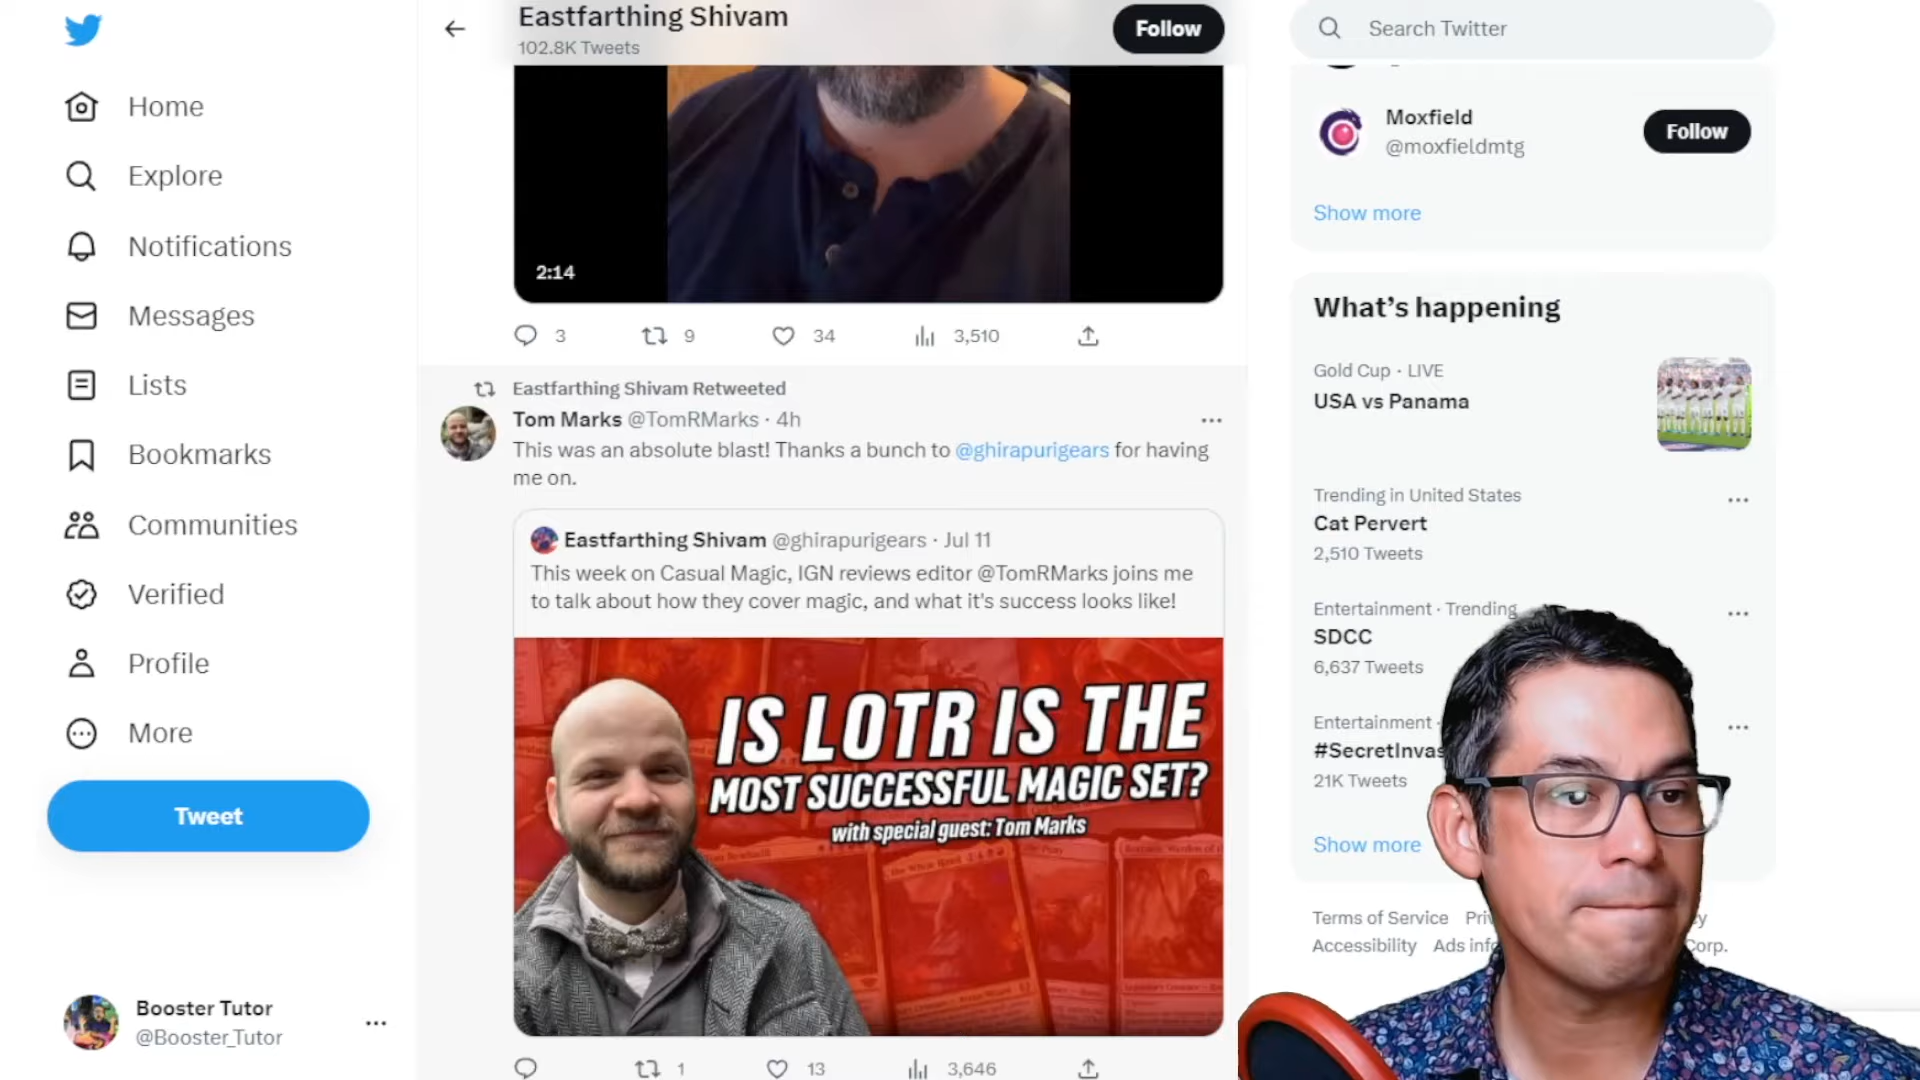 Home
Explore
Notifications
Messages
Lists
Bookmarks
Communities
Verified
Profile
More
Tweet
Booster Tutor
@Booster_Tutor
Eastfarthing Shivam
102.8K Tweets
Follow
2:14
3
9
34
3,510
Eastfarthing Shivam Retweeted
Tom Marks @TomRMarks · 4h
This was an absolute blast! Thanks a bunch to @ghirapurigears for having
me on.
Eastfarthing Shivam @ghirapurigears · Jul 11
This week on Casual Magic, IGN reviews editor @TomRMarks joins me
to talk about how they cover magic, and what it's success looks like!
IS LOTR IS THE
MOST SUCCESSFUL MAGIC SET?
with special guest: Tom Marks
1
13
3,646
Search Twitter
Moxfield
@moxfieldmtg
Follow
Show more
What's happening
Gold Cup · LIVE
USA vs Panama
Trending in United States
Cat Pervert
2,510 Tweets
Entertainment · Trending
SDCC
6,637 Tweets
Entertainment ·
#SecretInvas
21K Tweets
Show more
Terms of Service
Accessibility Ads info
Corp.